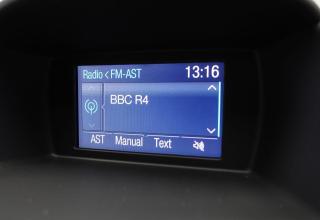 Radio < FM-AST 13:16
BBC R4
AST Manual Text